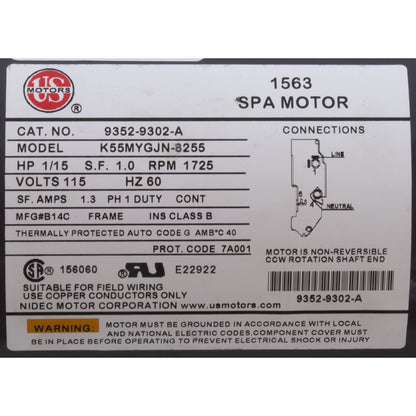 US
MOTORS
®
1563
SPA MOTOR
CAT. NO. 9352-9302-A
MODEL K55MYGJN-8255
HP 1/15 S.F. 1.0 RPM 1725
VOLTS 115 HZ 60
SF. AMPS 1.3 PH 1 DUTY CONT
MFG#B14C FRAME INS CLASS B
THERMALLY PROTECTED AUTO CODE G AMB°C 40
PROT. CODE 7A001
CONNECTIONS
LINE
NEUTRAL
MOTOR IS NON-REVERSIBLE
CCW ROTATION SHAFT END
156060 E22922
SUITABLE FOR FIELD WIRING
USE COPPER CONDUCTORS ONLY
NIDEC MOTOR CORPORATION www.usmotors.com
9352-9302-A
WARNING: MOTOR MUST BE GROUNDED IN ACCORDANCE WITH LOCAL
AND NATIONAL ELECTRIC CODES. COMPONENT COVER MUST
BE IN PLACE BEFORE OPERATING TO PREVENT ELECTRICAL SHOCK OR INJURY